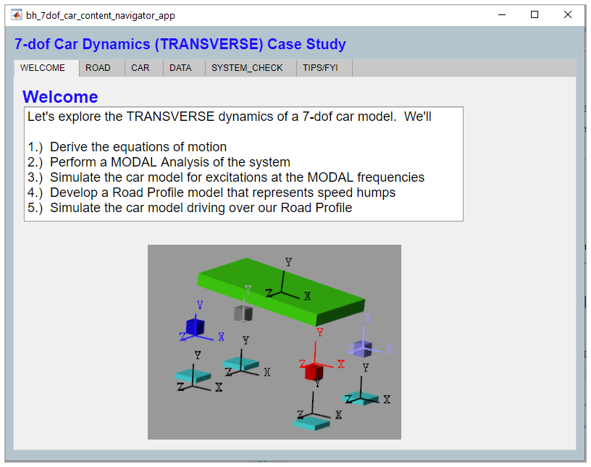 bh_7dof_car_content_navigator_app
7-dof Car Dynamics (TRANSVERSE) Case Study
WELCOME ROAD CAR DATA SYSTEM_CHECK TIPS/FYI
Welcome
Let's explore the TRANSVERSE dynamics of a 7-dof car model. We'll
1.) Derive the equations of motion
2.) Perform a MODAL Analysis of the system
3.) Simulate the car model for excitations at the MODAL frequencies
4.) Develop a Road Profile model that represents speed humps
5.) Simulate the car model driving over our Road Profile
Y
Z X
Y
Y
Z X
Y
Z X
Y
X
Y
Z X
Y
Z X
Y
Z X
Y
Z X